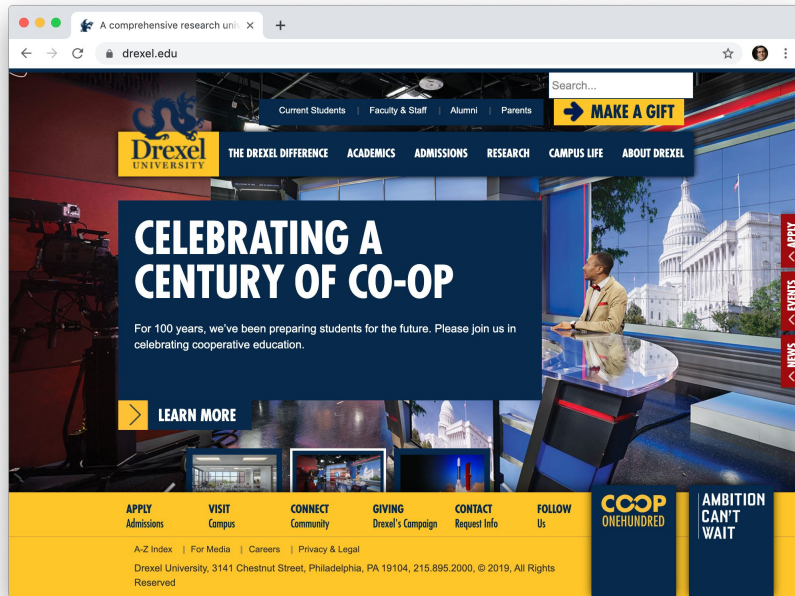 A comprehensive research univ
drexel.edu
Search...
Current Students | Faculty & Staff | Alumni | Parents
MAKE A GIFT
Drexel
UNIVERSITY
THE DREXEL DIFFERENCE ACADEMICS ADMISSIONS RESEARCH CAMPUS LIFE ABOUT DREXEL
CELEBRATING A
CENTURY OF CO-OP
For 100 years, we've been preparing students for the future. Please join us in
celebrating cooperative education.
LEARN MORE
APPLY
EVENTS
NEWS
APPLY VISIT CONNECT GIVING CONTACT FOLLOW
Admissions Campus Community Drexel's Campaign Request Info Us
COOP
ONEHUNDRED
AMBITION
CAN'T
WAIT
A-Z Index | For Media | Careers | Privacy & Legal
Drexel University, 3141 Chestnut Street, Philadelphia, PA 19104, 215.895.2000, © 2019, All Rights
Reserved